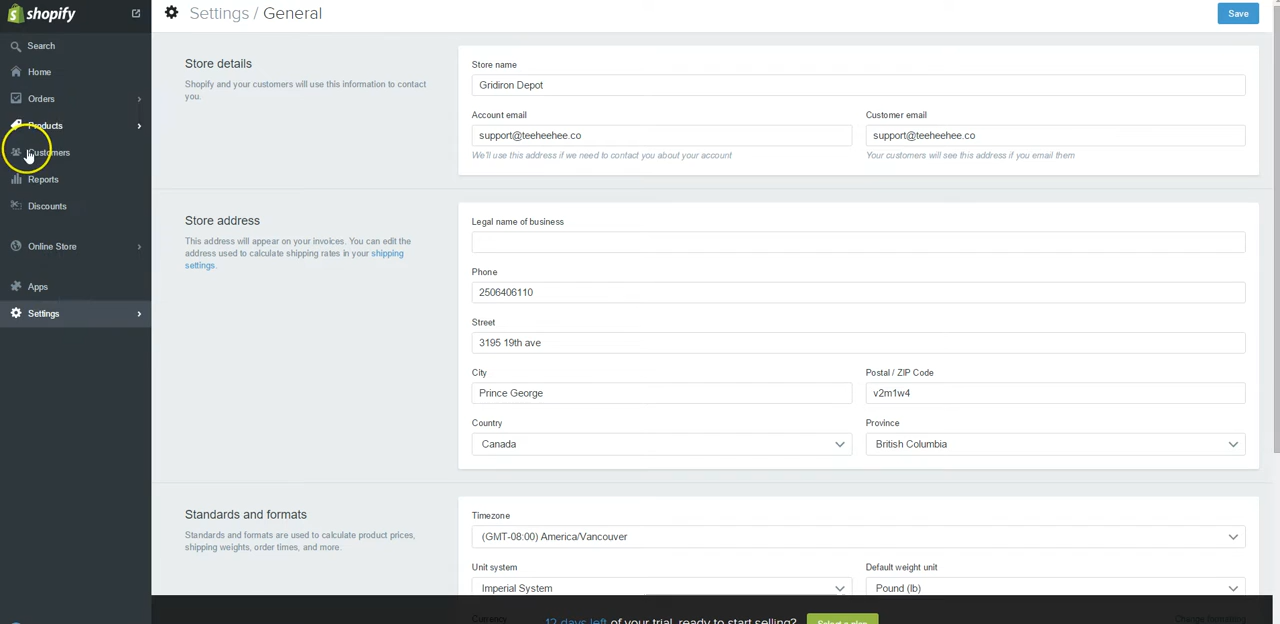 shopify
Settings / General
Save
Search
Home
Orders
Products
Customers
Reports
Discounts
Online Store
Apps
Settings
Store details
Shopify and your customers will use this information to contact
you.
Store name
Gridiron Depot
Account email
Customer email
support@teeheehee.co
support@teeheehee.co
We'll use this address if we need to contact you about your account
Your customers will see this address if you email them
Store address
This address will appear on your invoices. You can edit the
address used to calculate shipping rates in your shipping
settings.
Legal name of business
Phone
2506406110
Street
3195 19th ave
City
Postal / ZIP Code
Prince George
v2m1w4
Country
Province
Canada
British Columbia
Standards and formats
Standards and formats are used to calculate product prices,
shipping weights, order times, and more.
Timezone
(GMT-08:00) America/Vancouver
Unit system
Default weight unit
Imperial System
Pound (lb)
Currency
Change formatting
12 days left of your trial, ready to start selling?
Select a plan